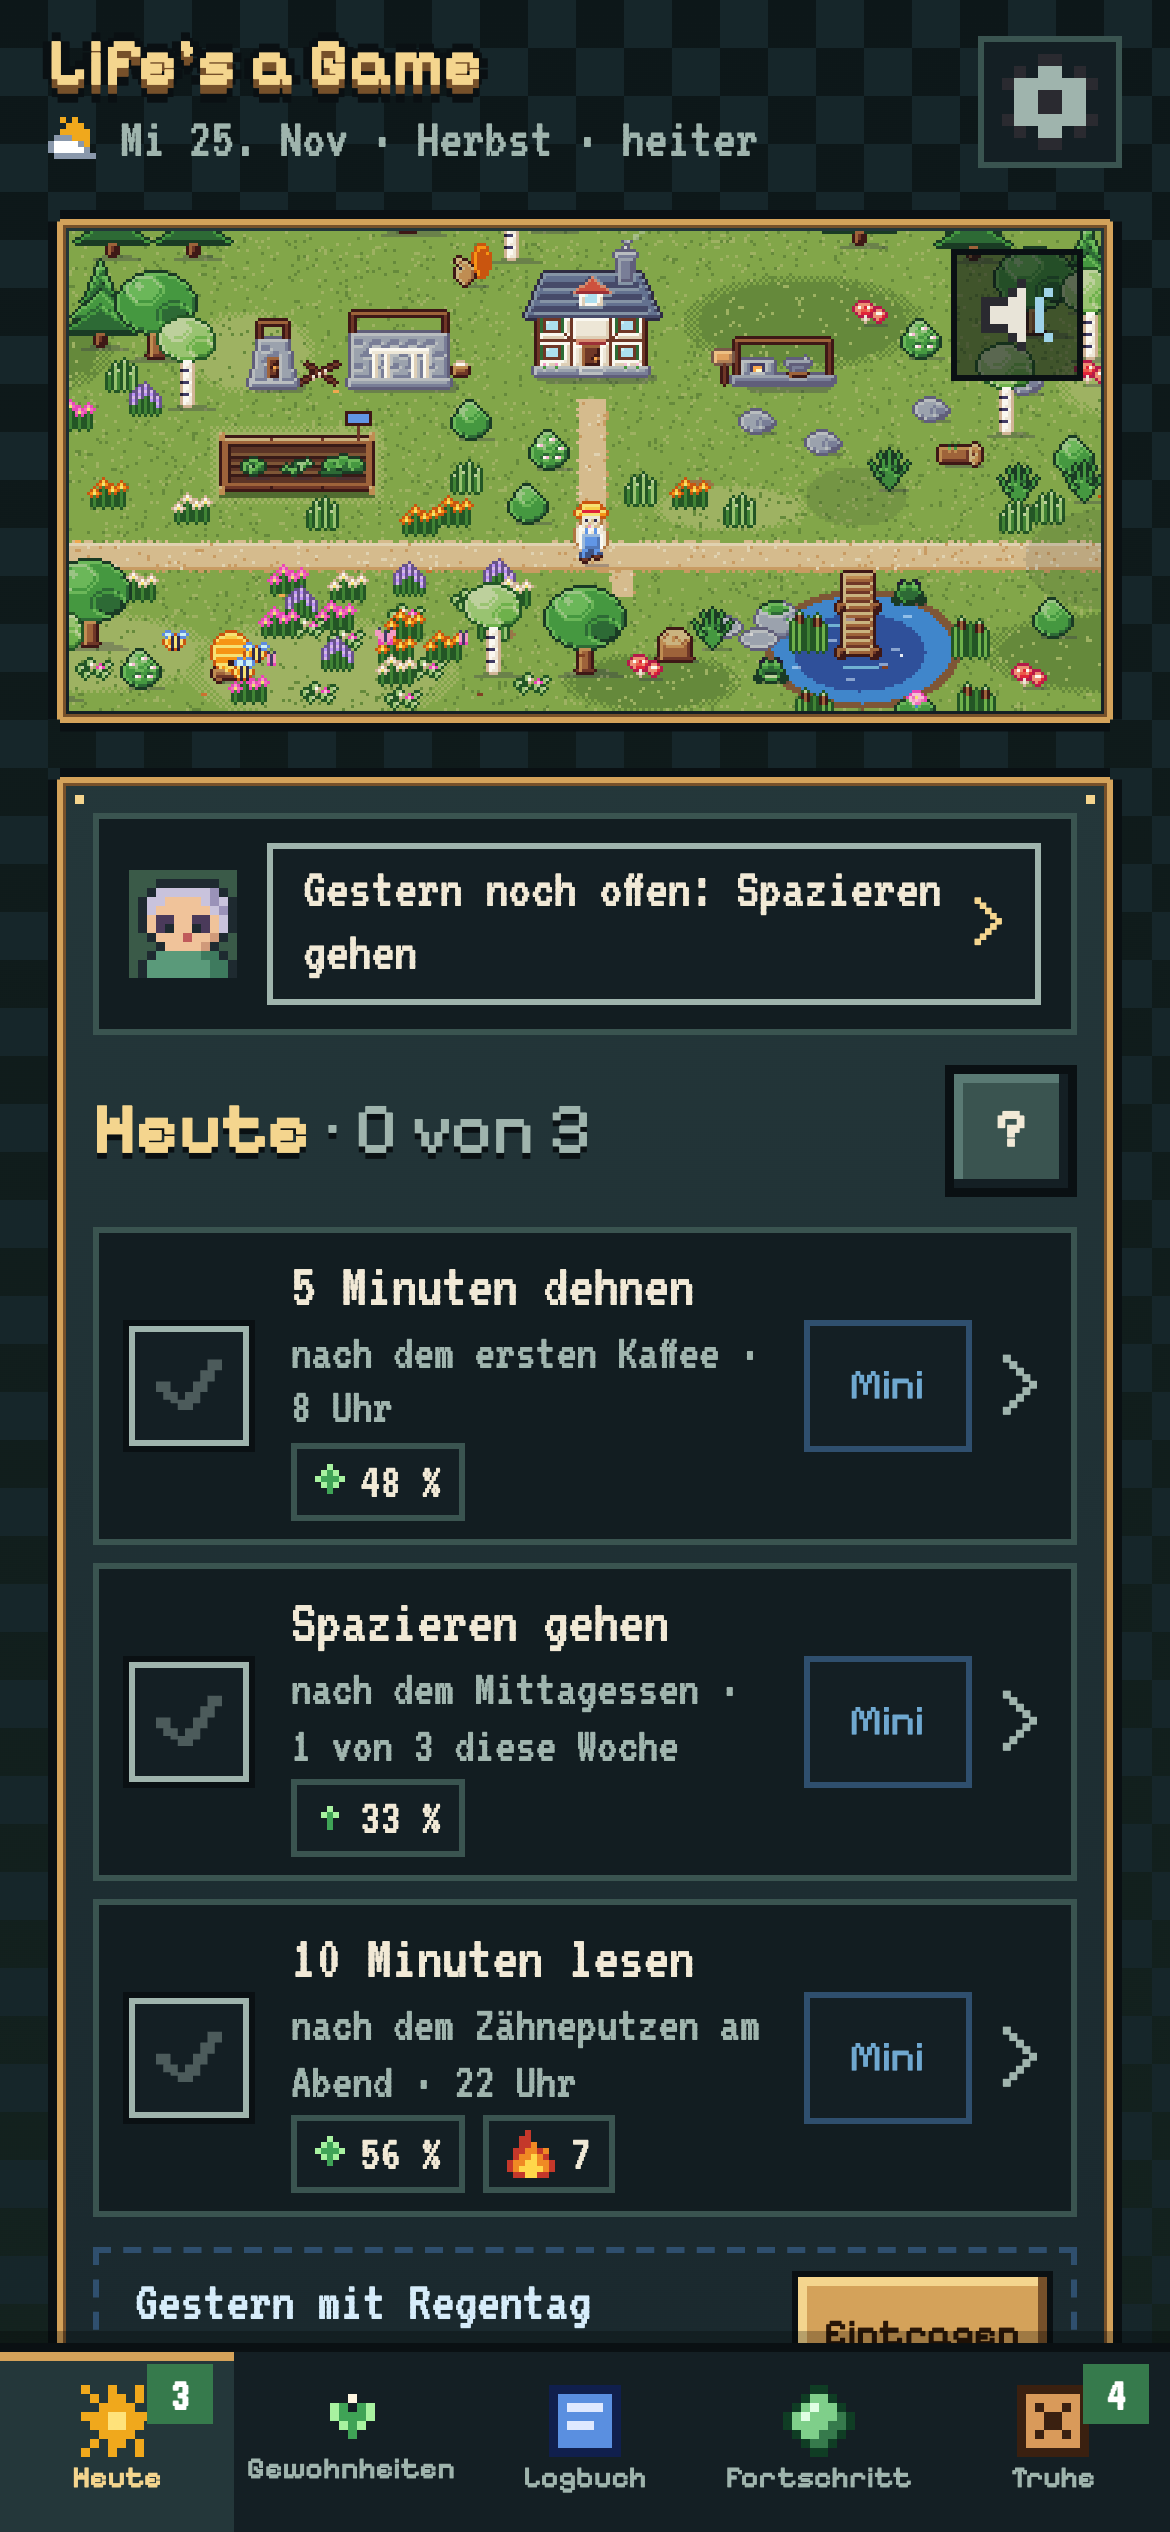 Life's a Game
Mi 25. Nov · Herbst · heiter
Gestern noch offen: Spazieren
gehen
Heute · 0 von 3
?
5 Minuten dehnen
nach dem ersten Kaffee ·
8 Uhr
Mini
48 %
Spazieren gehen
nach dem Mittagessen ·
1 von 3 diese Woche
Mini
33 %
10 Minuten lesen
nach dem Zähneputzen am
Abend · 22 Uhr
Mini
56 %
7
Gestern mit Regentag
Eintragen
3
4
Heute
Gewohnheiten
Logbuch
Fortschritt
Truhe